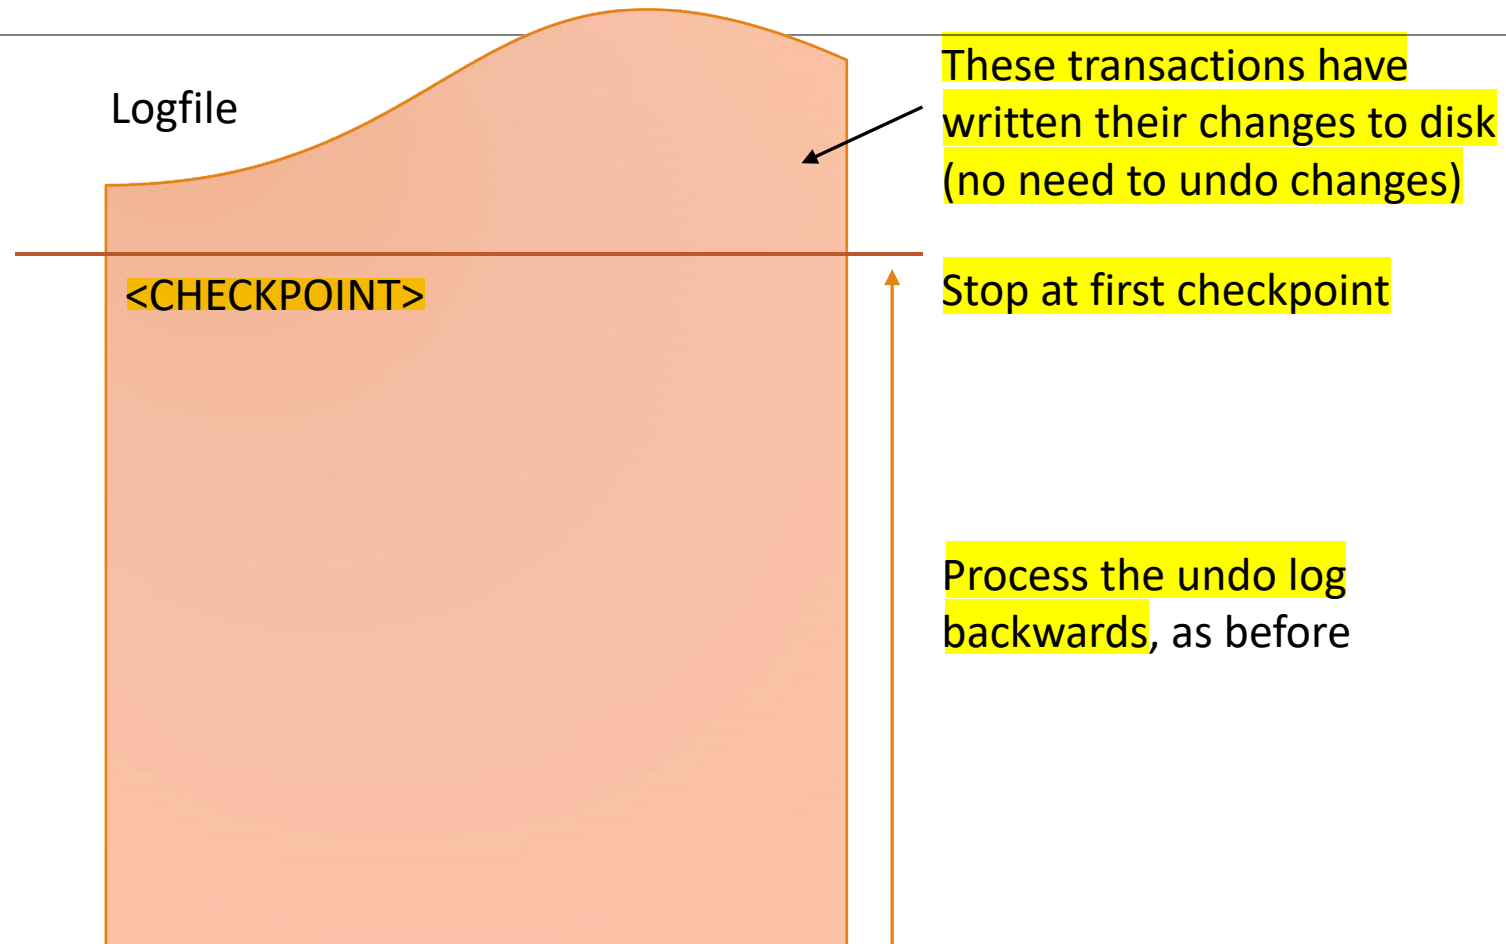 Logfile
These transactions have
written their changes to disk
(no need to undo changes)
<CHECKPOINT>
Stop at first checkpoint
Process the undo log
backwards, as before